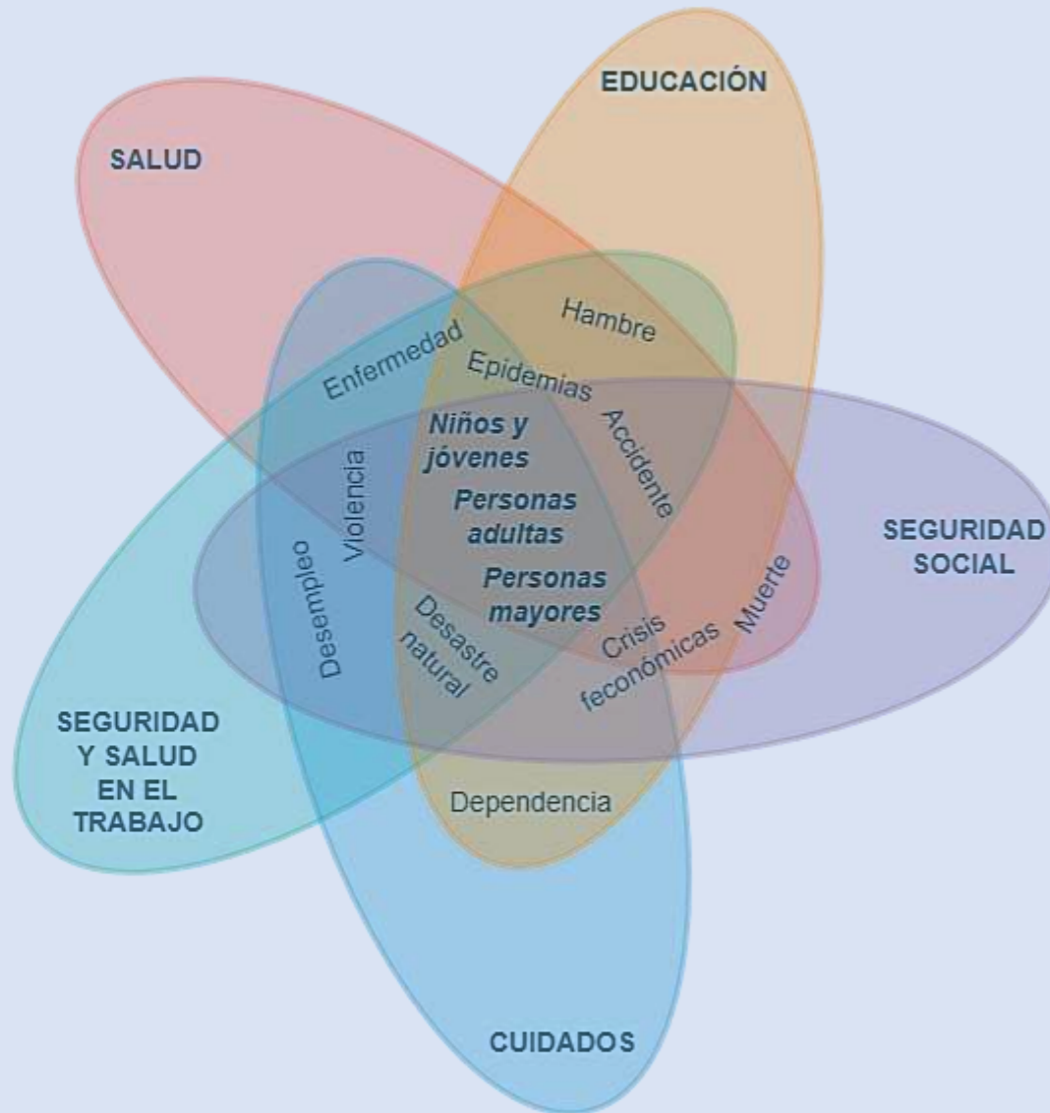 EDUCACIÓN
SALUD
Hambre
Enfermedad
Epidemias
Accidente
Niños y
jóvenes
Personas
adultas
Personas
mayores
Violencia
Desempleo
Desastre
natural
Crisis
feconómicas
Muerte
SEGURIDAD
SOCIAL
SEGURIDAD
Y SALUD
EN EL
TRABAJO
Dependencia
CUIDADOS